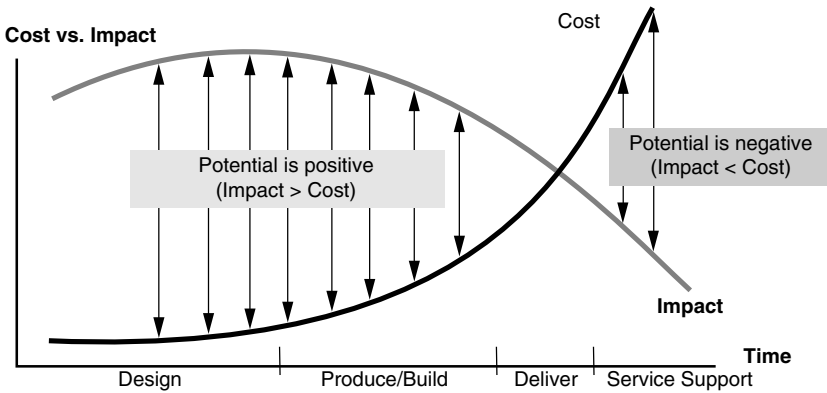 Cost
Cost vs. Impact
Potential is positive
(Impact > Cost)
Potential is negative
(Impact < Cost)
Impact
Time
Design
Produce/Build
Deliver
Service Support